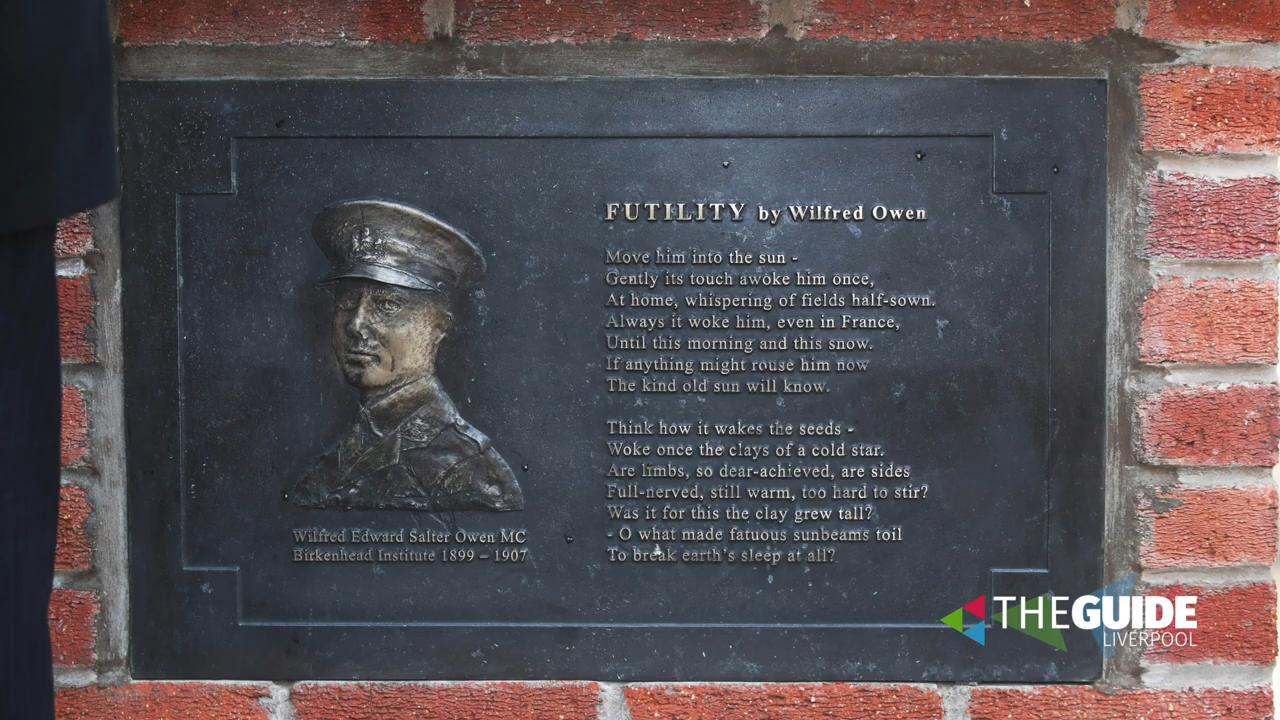 FUTILITY by Wilfred Owen
Move him into the sun -
Gently its touch awoke him once,
At home, whispering of fields half-sown.
Always it woke him, even in France,
Until this morning and this snow.
If anything might rouse him now
The kind old sun will know.
Think how it wakes the seeds -
Woke once the clays of a cold star.
Are limbs, so dear-achieved, are sides
Full-nerved, still warm, too hard to stir?
Was it for this the clay grew tall?
- O what made fatuous sunbeams toil
To break earth's sleep at all?
Wilfred Edward Salter Owen MC
Birkenhead Institute 1899 – 1907
THEGUIDE
LIVERPOOL